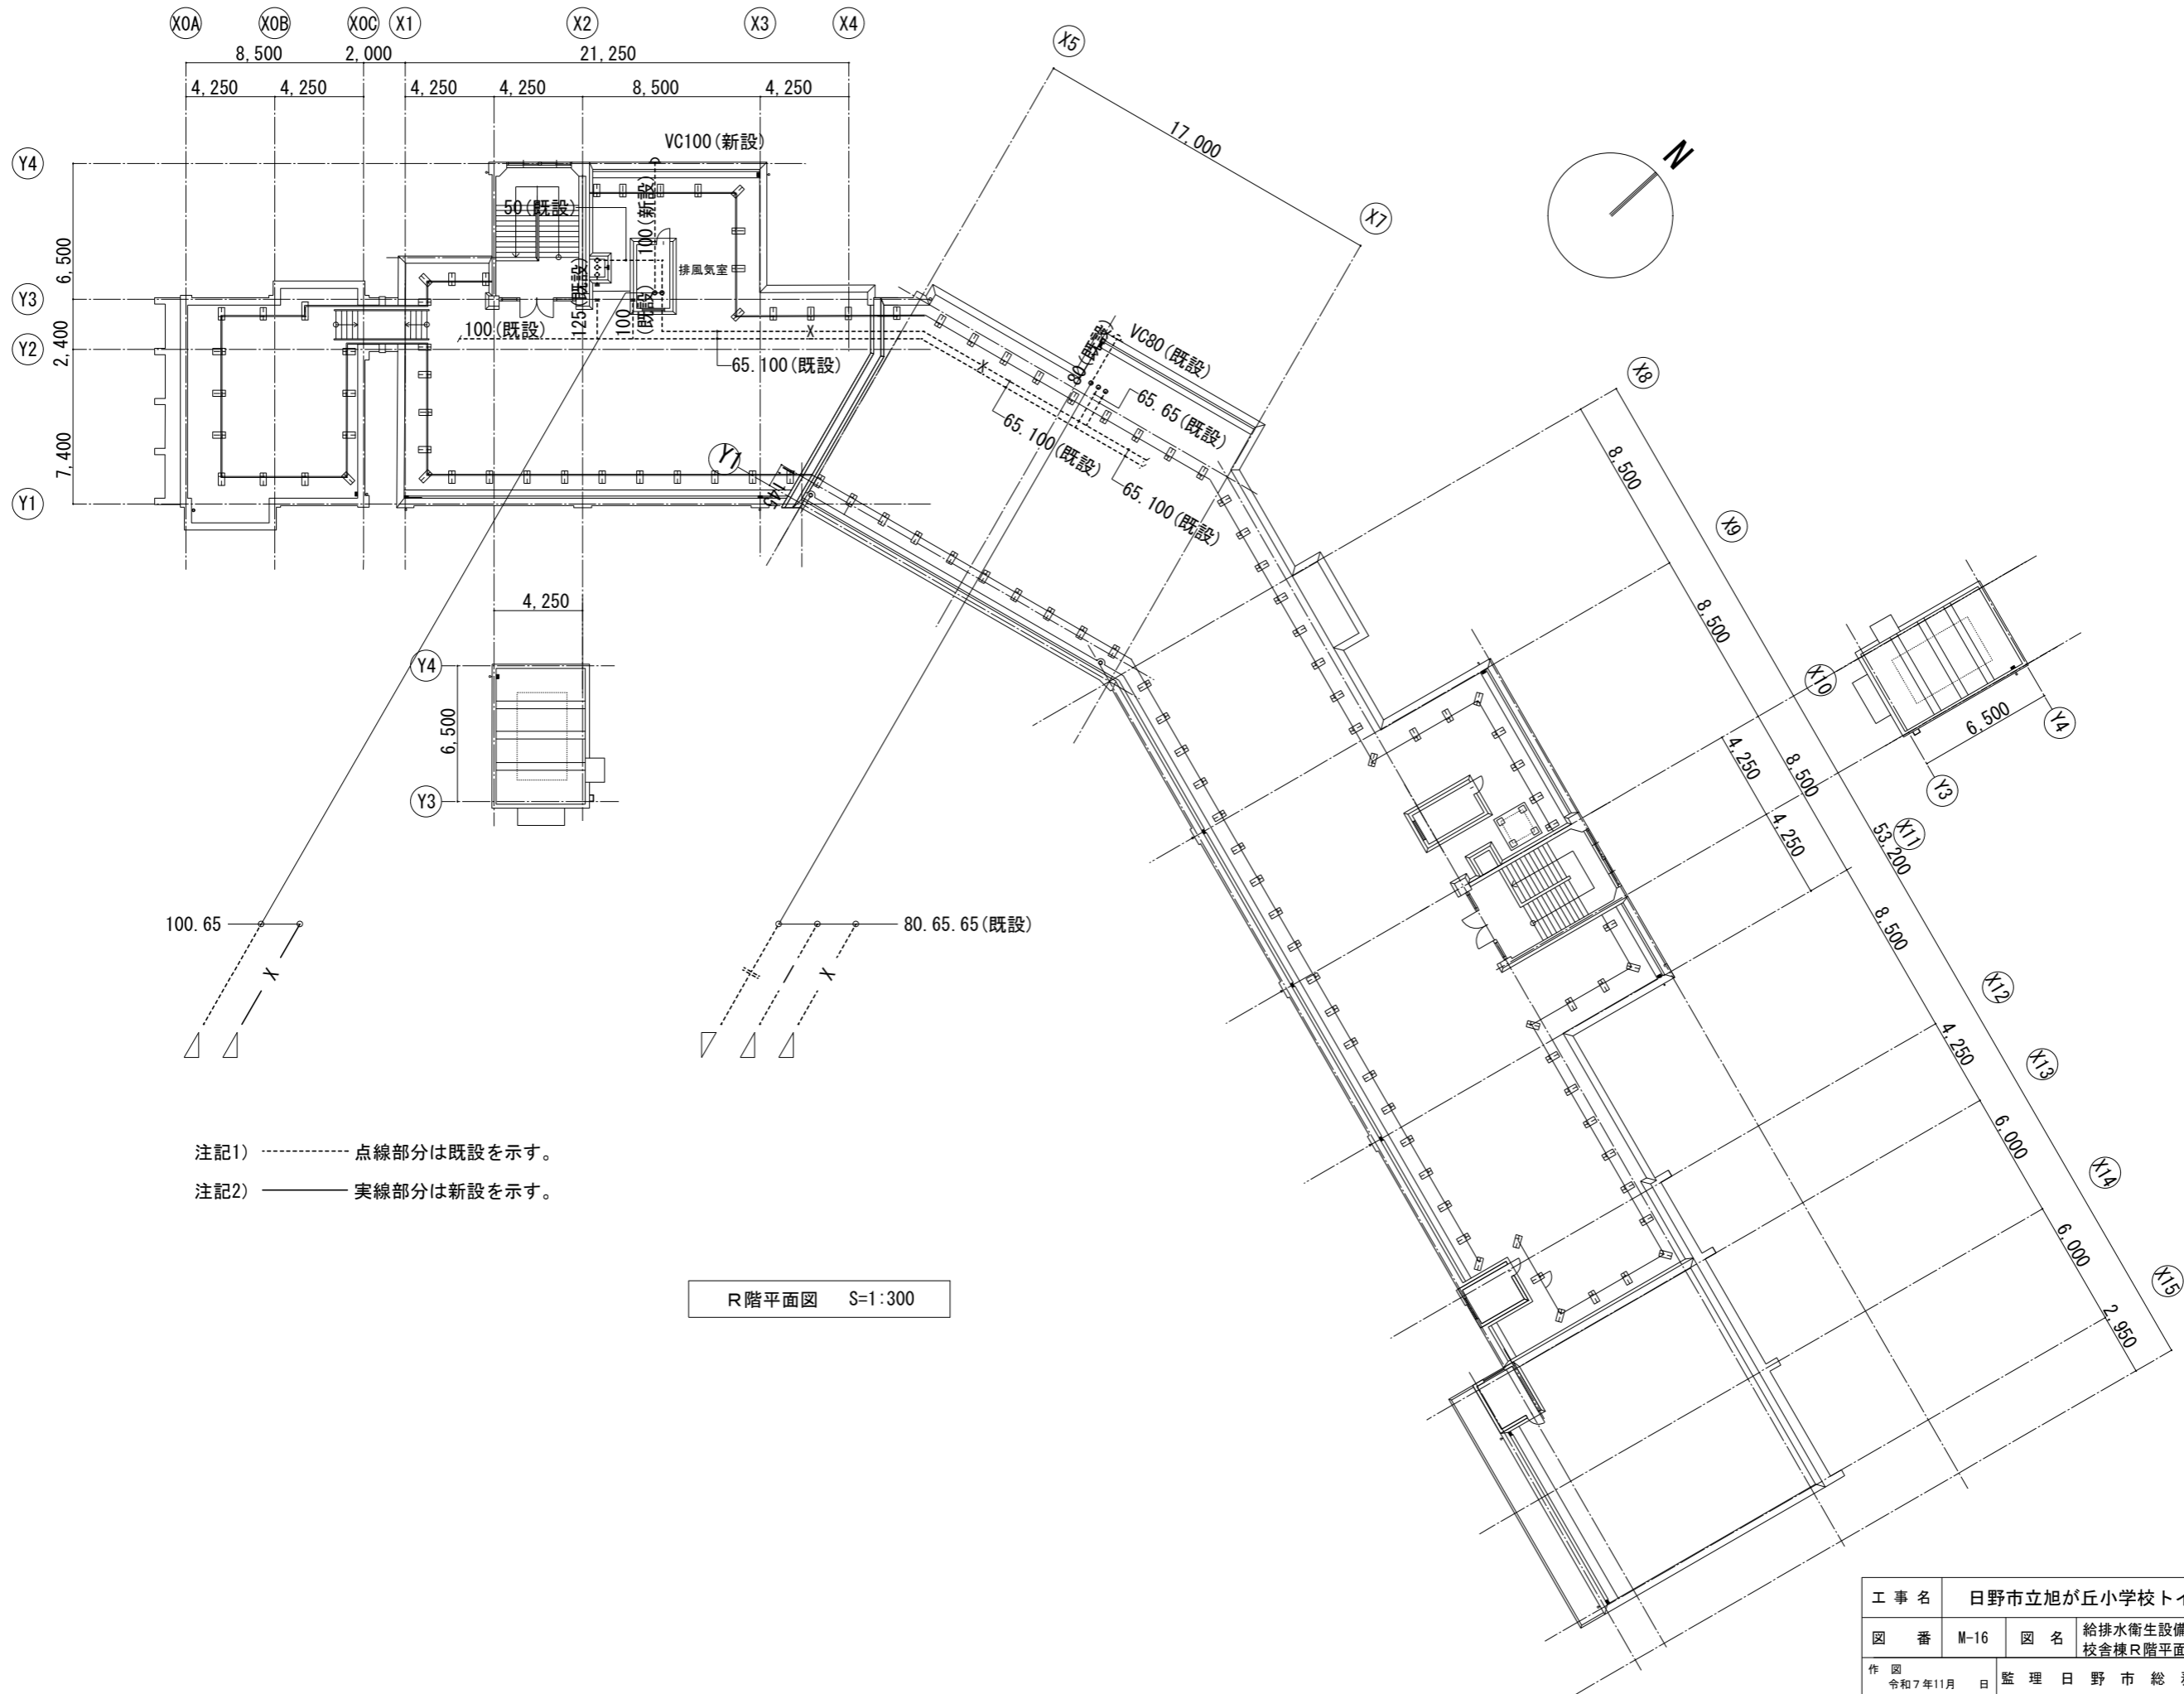 X0A X0B X0C X1 X2 X3 X4
8,500 2,000 21,250
4,250 4,250 4,250 4,250 8,500 4,250
X5
17,000
X7
N
VC100(新設)
Y4
6,500
Y3
2,400
Y2
7,400
Y1
50(既設)
100(新設)
排風気室
125(既設)
100(既設)
100(既設)
65.100(既設)
X
X
80(既設)
VC80(既設)
65.65(既設)
65.100(既設)
65.100(既設)
Y1
X8
8,500
X9
8,500
X10
8,500
4,250
4,250
X11
53,200
8,500
X12
4,250
X13
6,000
X14
6,000
X15
2,950
6,500
Y4
Y3
4,250
Y4
6,500
Y3
100.65
X
80.65.65(既設)
X
注記1) 点線部分は既設を示す。
注記2) 実線部分は新設を示す。
R階平面図 S=1:300
工事名 日野市立旭が丘小学校ト
図番 M-16 図名 給排水衛生設備
校舎棟R階平面
作図
令和7年11月 日 監理 日野市総